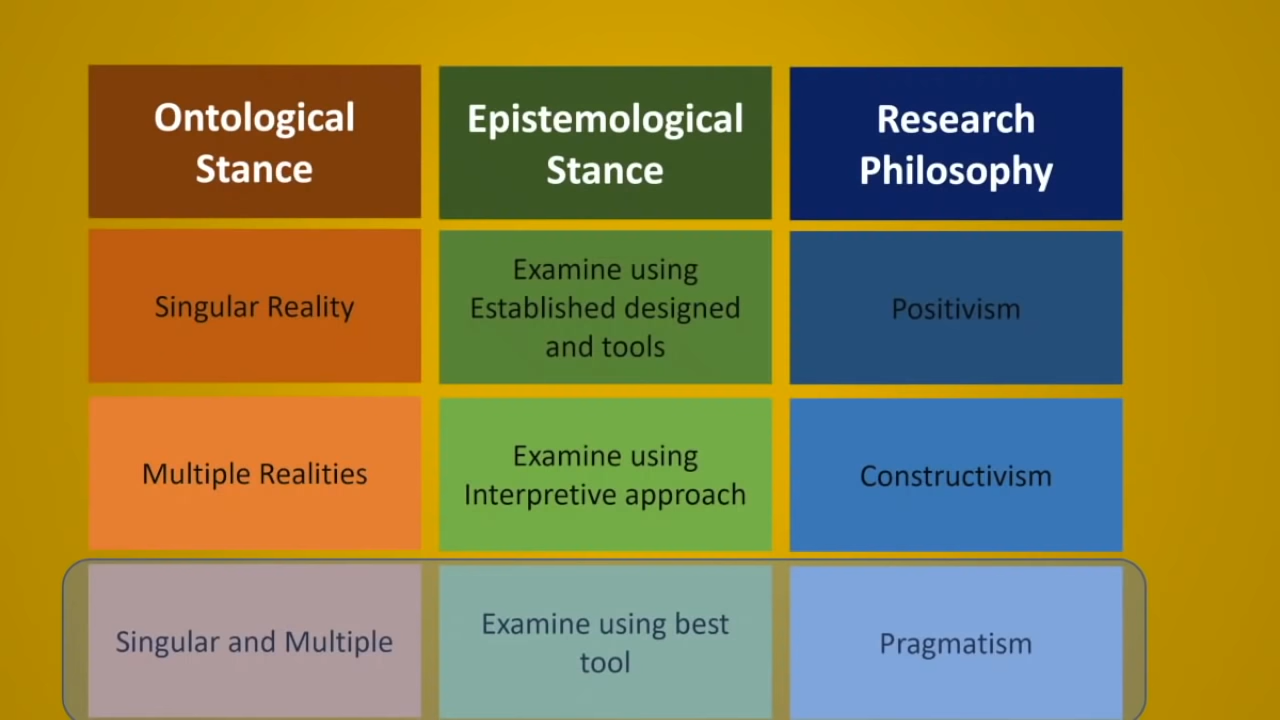 Ontological
Stance
Epistemological
Stance
Research
Philosophy
Singular Reality
Examine using
Established designed
and tools
Positivism
Multiple Realities
Examine using
Interpretive approach
Constructivism
Singular and Multiple
Examine using best
tool
Pragmatism